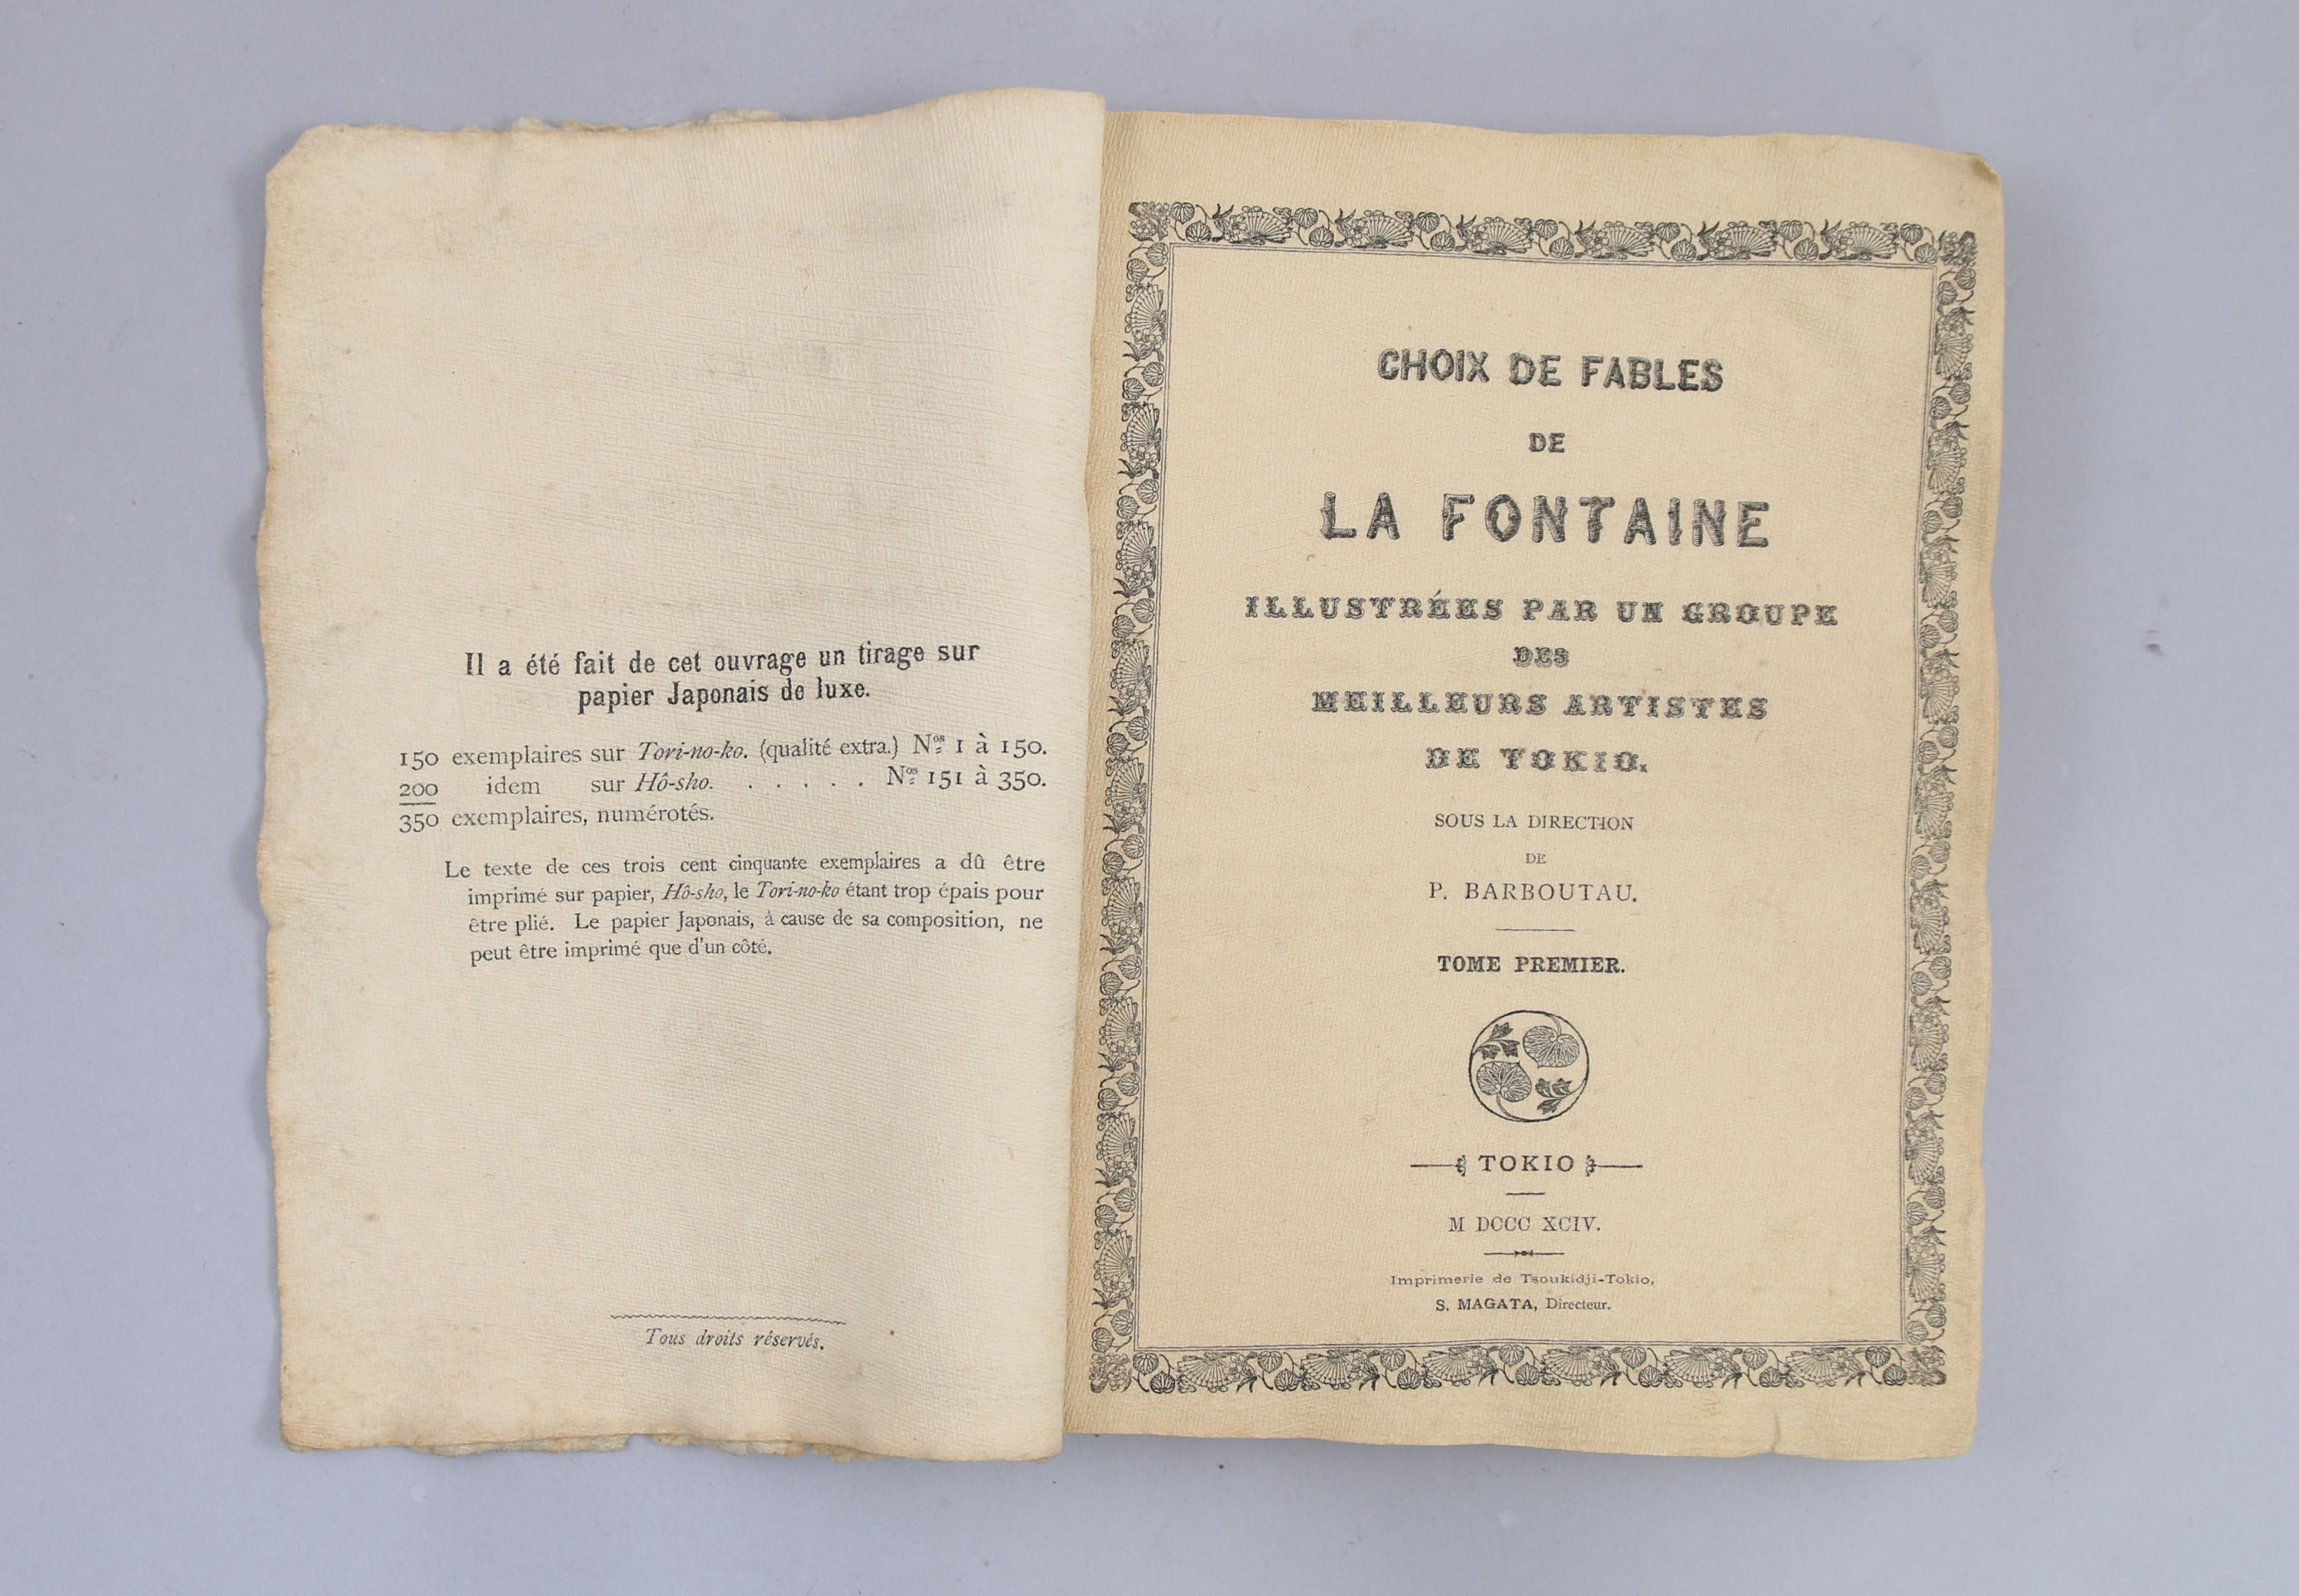 Il a été fait de cet ouvrage un tirage sur
papier Japonais de luxe.
150 exemplaires sur Tori-no-ko. (qualité extra.) Nos 1 à 150.
200 idem sur Hô-sho. . . . . . Nos 151 à 350.
350 exemplaires, numérotés.
Le texte de ces trois cent cinquante exemplaires a dû être
imprimé sur papier, Hô-sho, le Tori-no-ko étant trop épais pour
être plié. Le papier Japonais, à cause de sa composition, ne
peut être imprimé que d'un côté.
Tous droits réservés.
CHOIX DE FABLES
DE
LA FONTAINE
ILLUSTRÉES PAR UN GROUPE
DES
MEILLEURS ARTISTES
DE TOKIO.
SOUS LA DIRECTION
DE
P. BARBOUTAU.
TOME PREMIER.
TOKIO
M DCCC XCIV.
Imprimerie de Tsoukidji-Tokio,
S. MAGATA, Directeur.